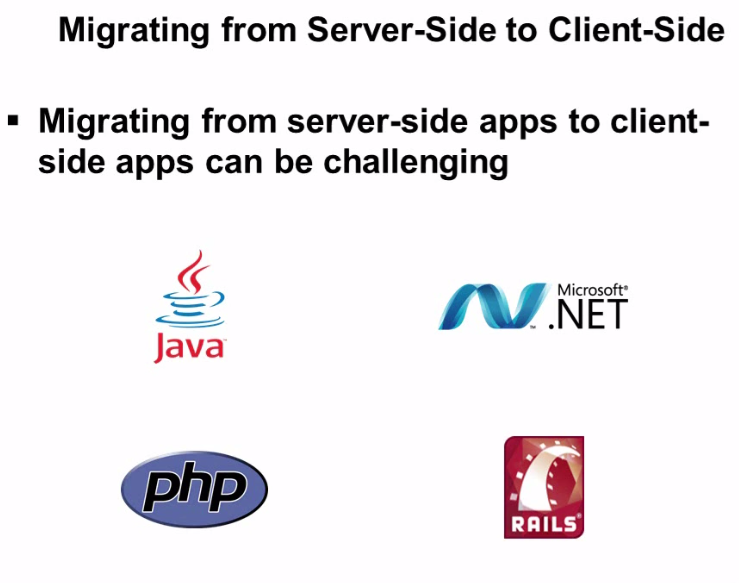 Migrating from Server-Side to Client-Side
▪ Migrating from server-side apps to client-
side apps can be challenging
Java
Microsoft®
.NET
php
RAILS